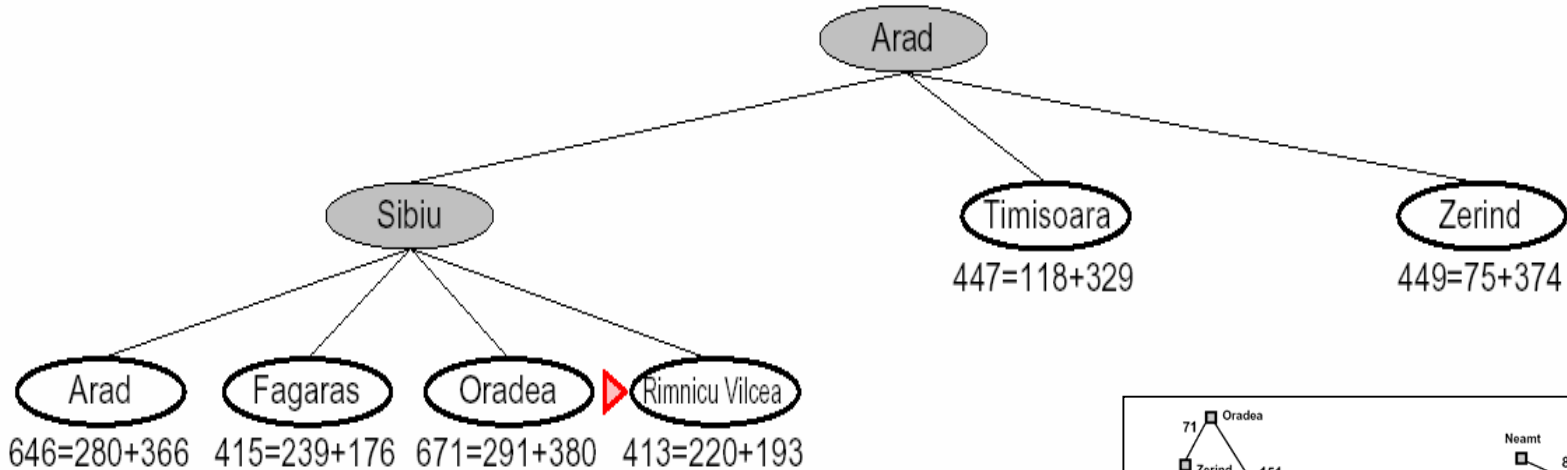 Arad
Sibiu
Timisoara
Zerind
447=118+329
449=75+374
Arad
Fagaras
Oradea
Rimnicu Vilcea
646=280+366
415=239+176
671=291+380
413=220+193
Oradea
71
Neamt